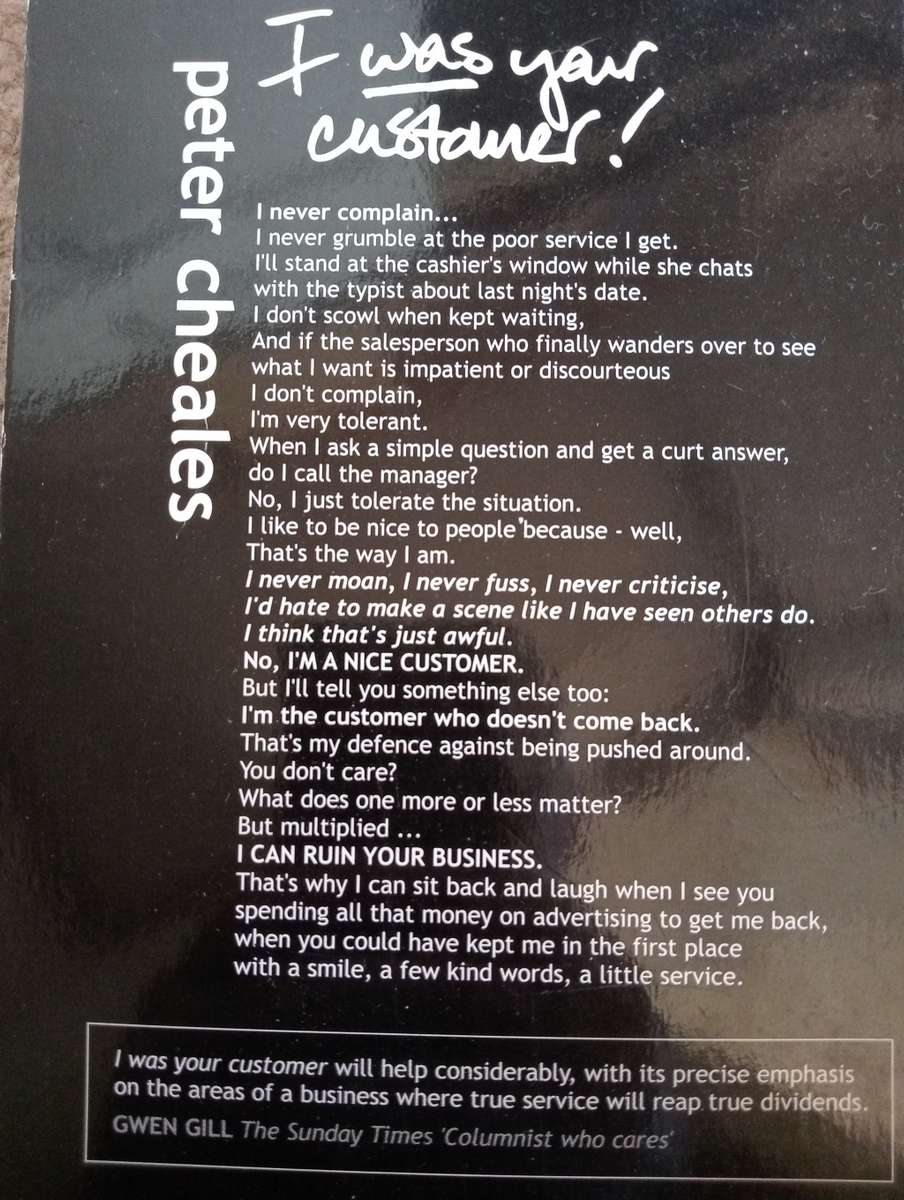 I was your
customer!
peter cheales
I never complain...
I never grumble at the poor service I get.
I'll stand at the cashier's window while she chats
with the typist about last night's date.
I don't scowl when kept waiting,
And if the salesperson who finally wanders over to see
what I want is impatient or discourteous
I don't complain,
I'm very tolerant.
When I ask a simple question and get a curt answer,
do I call the manager?
No, I just tolerate the situation.
I like to be nice to people because - well,
That's the way I am.
I never moan, I never fuss, I never criticise,
I'd hate to make a scene like I have seen others do.
I think that's just awful.
No, I'M A NICE CUSTOMER.
But I'll tell you something else too:
I'm the customer who doesn't come back.
That's my defence against being pushed around.
You don't care?
What does one more or less matter?
But multiplied ...
I CAN RUIN YOUR BUSINESS.
That's why I can sit back and laugh when I see you
spending all that money on advertising to get me back,
when you could have kept me in the first place
with a smile, a few kind words, a little service.
I was your customer will help considerably, with its precise emphasis
on the areas of a business where true service will reap true dividends.
GWEN GILL The Sunday Times 'Columnist who cares'